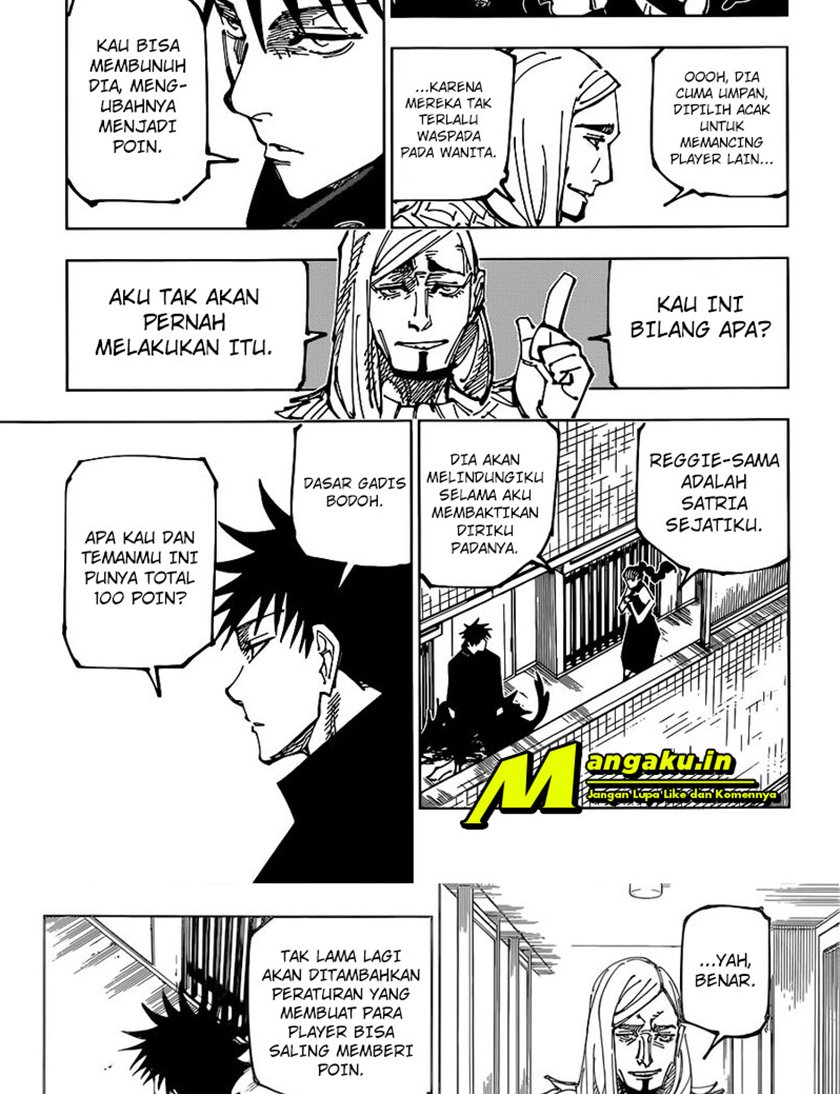 OOOH, DIA
CUMA UMPAN,
DIPILIH ACAK
UNTUK
MEMANCING
PLAYER LAIN...
...KARENA
MEREKA TAK
TERLALU
WASPADA
PADA WANITA.
KAU BISA
MEMBUNUH
DIA, MENG-
UBAHNYA
MENJADI
POIN.
KAU INI
BILANG APA?
AKU TAK AKAN
PERNAH
MELAKUKAN ITU.
REGGIE-SAMA
ADALAH
SATRIA
SEJATIKU.
DIA AKAN
MELINDUNGIKU
SELAMA AKU
MEMBAKTIKAN
DIRIKU
PADANYA.
DASAR GADIS
BODOH.
APA KAU DAN
TEMANMU INI
PUNYA TOTAL
100 POIN?
Mangaku.in
Jangan Lupa Like dan Komennya
...YAH,
BENAR.
TAK LAMA LAGI
AKAN DITAMBAHKAN
PERATURAN YANG
MEMBUAT PARA
PLAYER BISA
SALING MEMBERI
POIN.